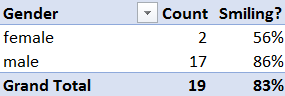 Gender Count Smiling?
female 2 56%
male 17 86%
Grand Total 19 83%